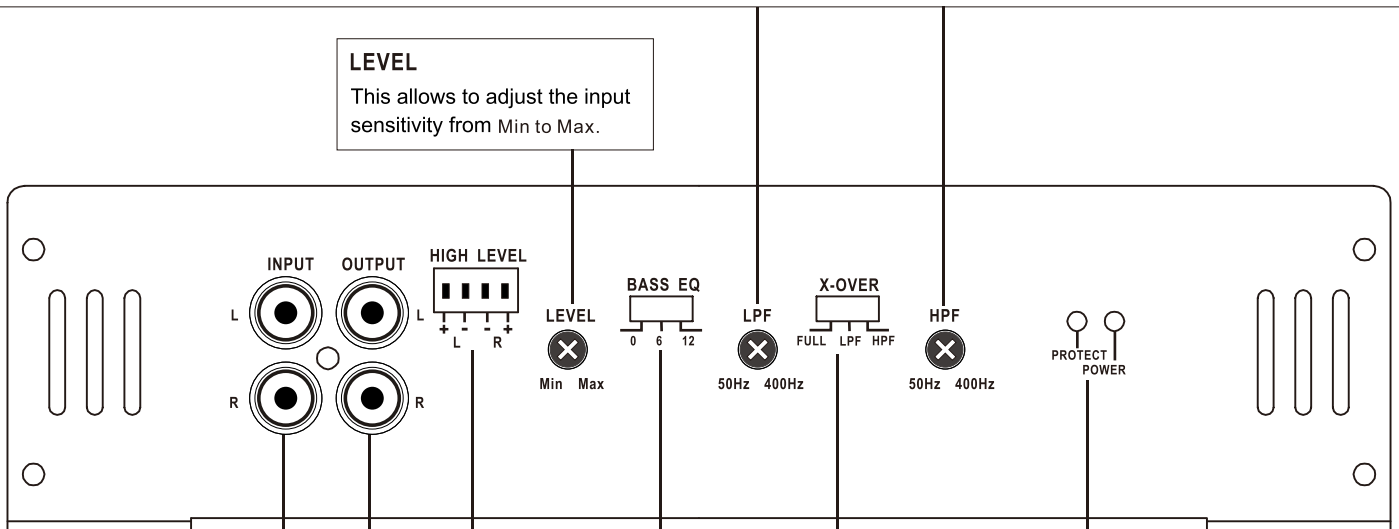 LEVEL
This allows to adjust the input
sensitivity from Min to Max.
INPUT OUTPUT HIGH LEVEL
BASS EQ X-OVER
L L LEVEL LPF HPF
+ - - +
L R
0 6 12
FULL LPF HPF
PROTECT
POWER
Min Max
50Hz 400Hz
50Hz 400Hz
R R